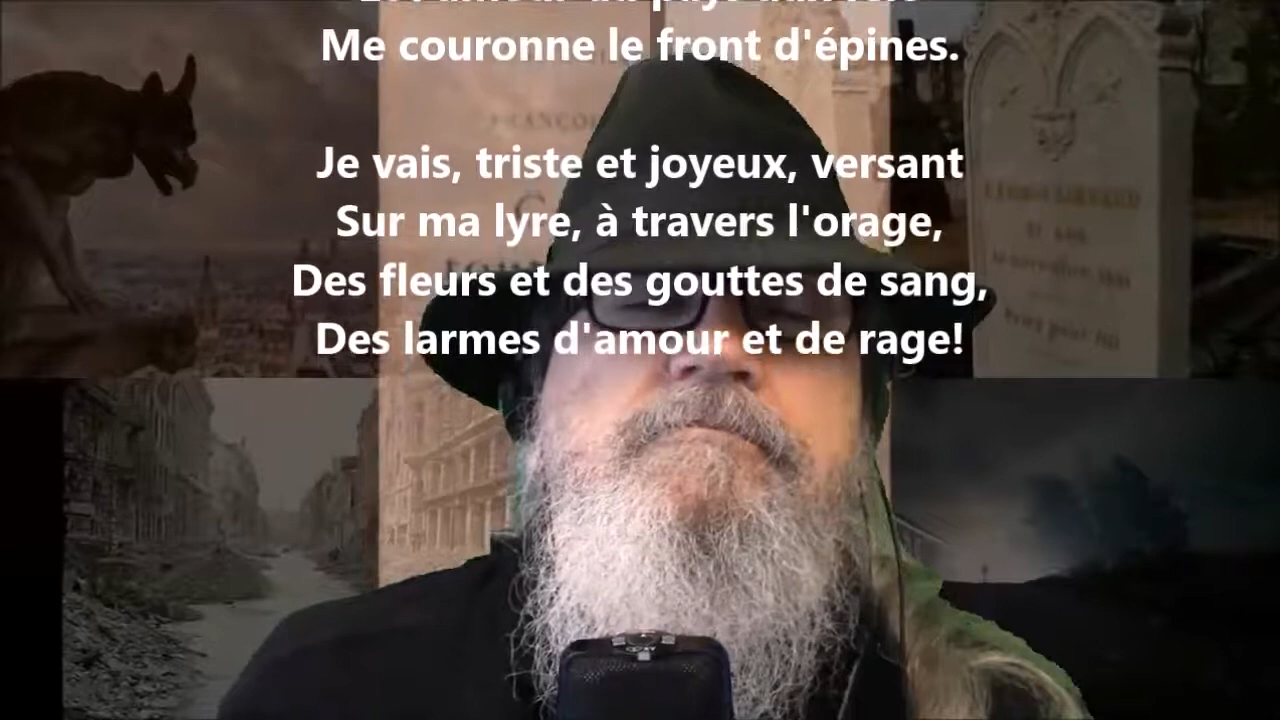 Me couronne le front d'épines.
Je vais, triste et joyeux, versant
Sur ma lyre, à travers l'orage,
Des fleurs et des gouttes de sang,
Des larmes d'amour et de rage!